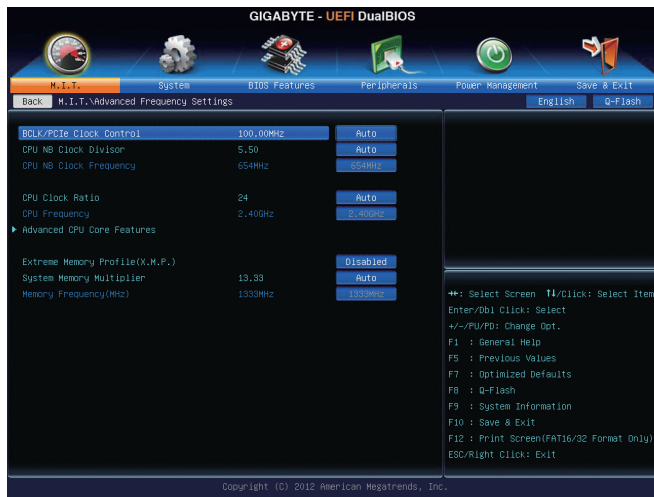 GIGABYTE - UEFI DualBIOS
M.I.T. System BIOS Features Peripherals Power Management Save & Exit
Back M.I.T.\Advanced Frequency Settings English Q-Flash
BCLK/PCIe Clock Control 100.00MHz Auto
CPU NB Clock Divisor 5.50 Auto
CPU NB Clock Frequency 654MHz 654MHz
CPU Clock Ratio 24 Auto
CPU Frequency 2.40GHz 2.40GHz
Advanced CPU Core Features
Extreme Memory Profile(X.M.P.) Disabled
System Memory Multiplier 13.33 Auto
Memory Frequency(MHz) 1333MHz 1333MHz
→←: Select Screen ↑↓/Click: Select Item
Enter/Dbl Click: Select
+/-/PU/PD: Change Opt.
F1 : General Help
F5 : Previous Values
F7 : Optimized Defaults
F8 : Q-Flash
F9 : System Information
F10 : Save & Exit
F12 : Print Screen(FAT16/32 Format Only)
ESC/Right Click: Exit
Copyright (C) 2012 American Megatrends, Inc.